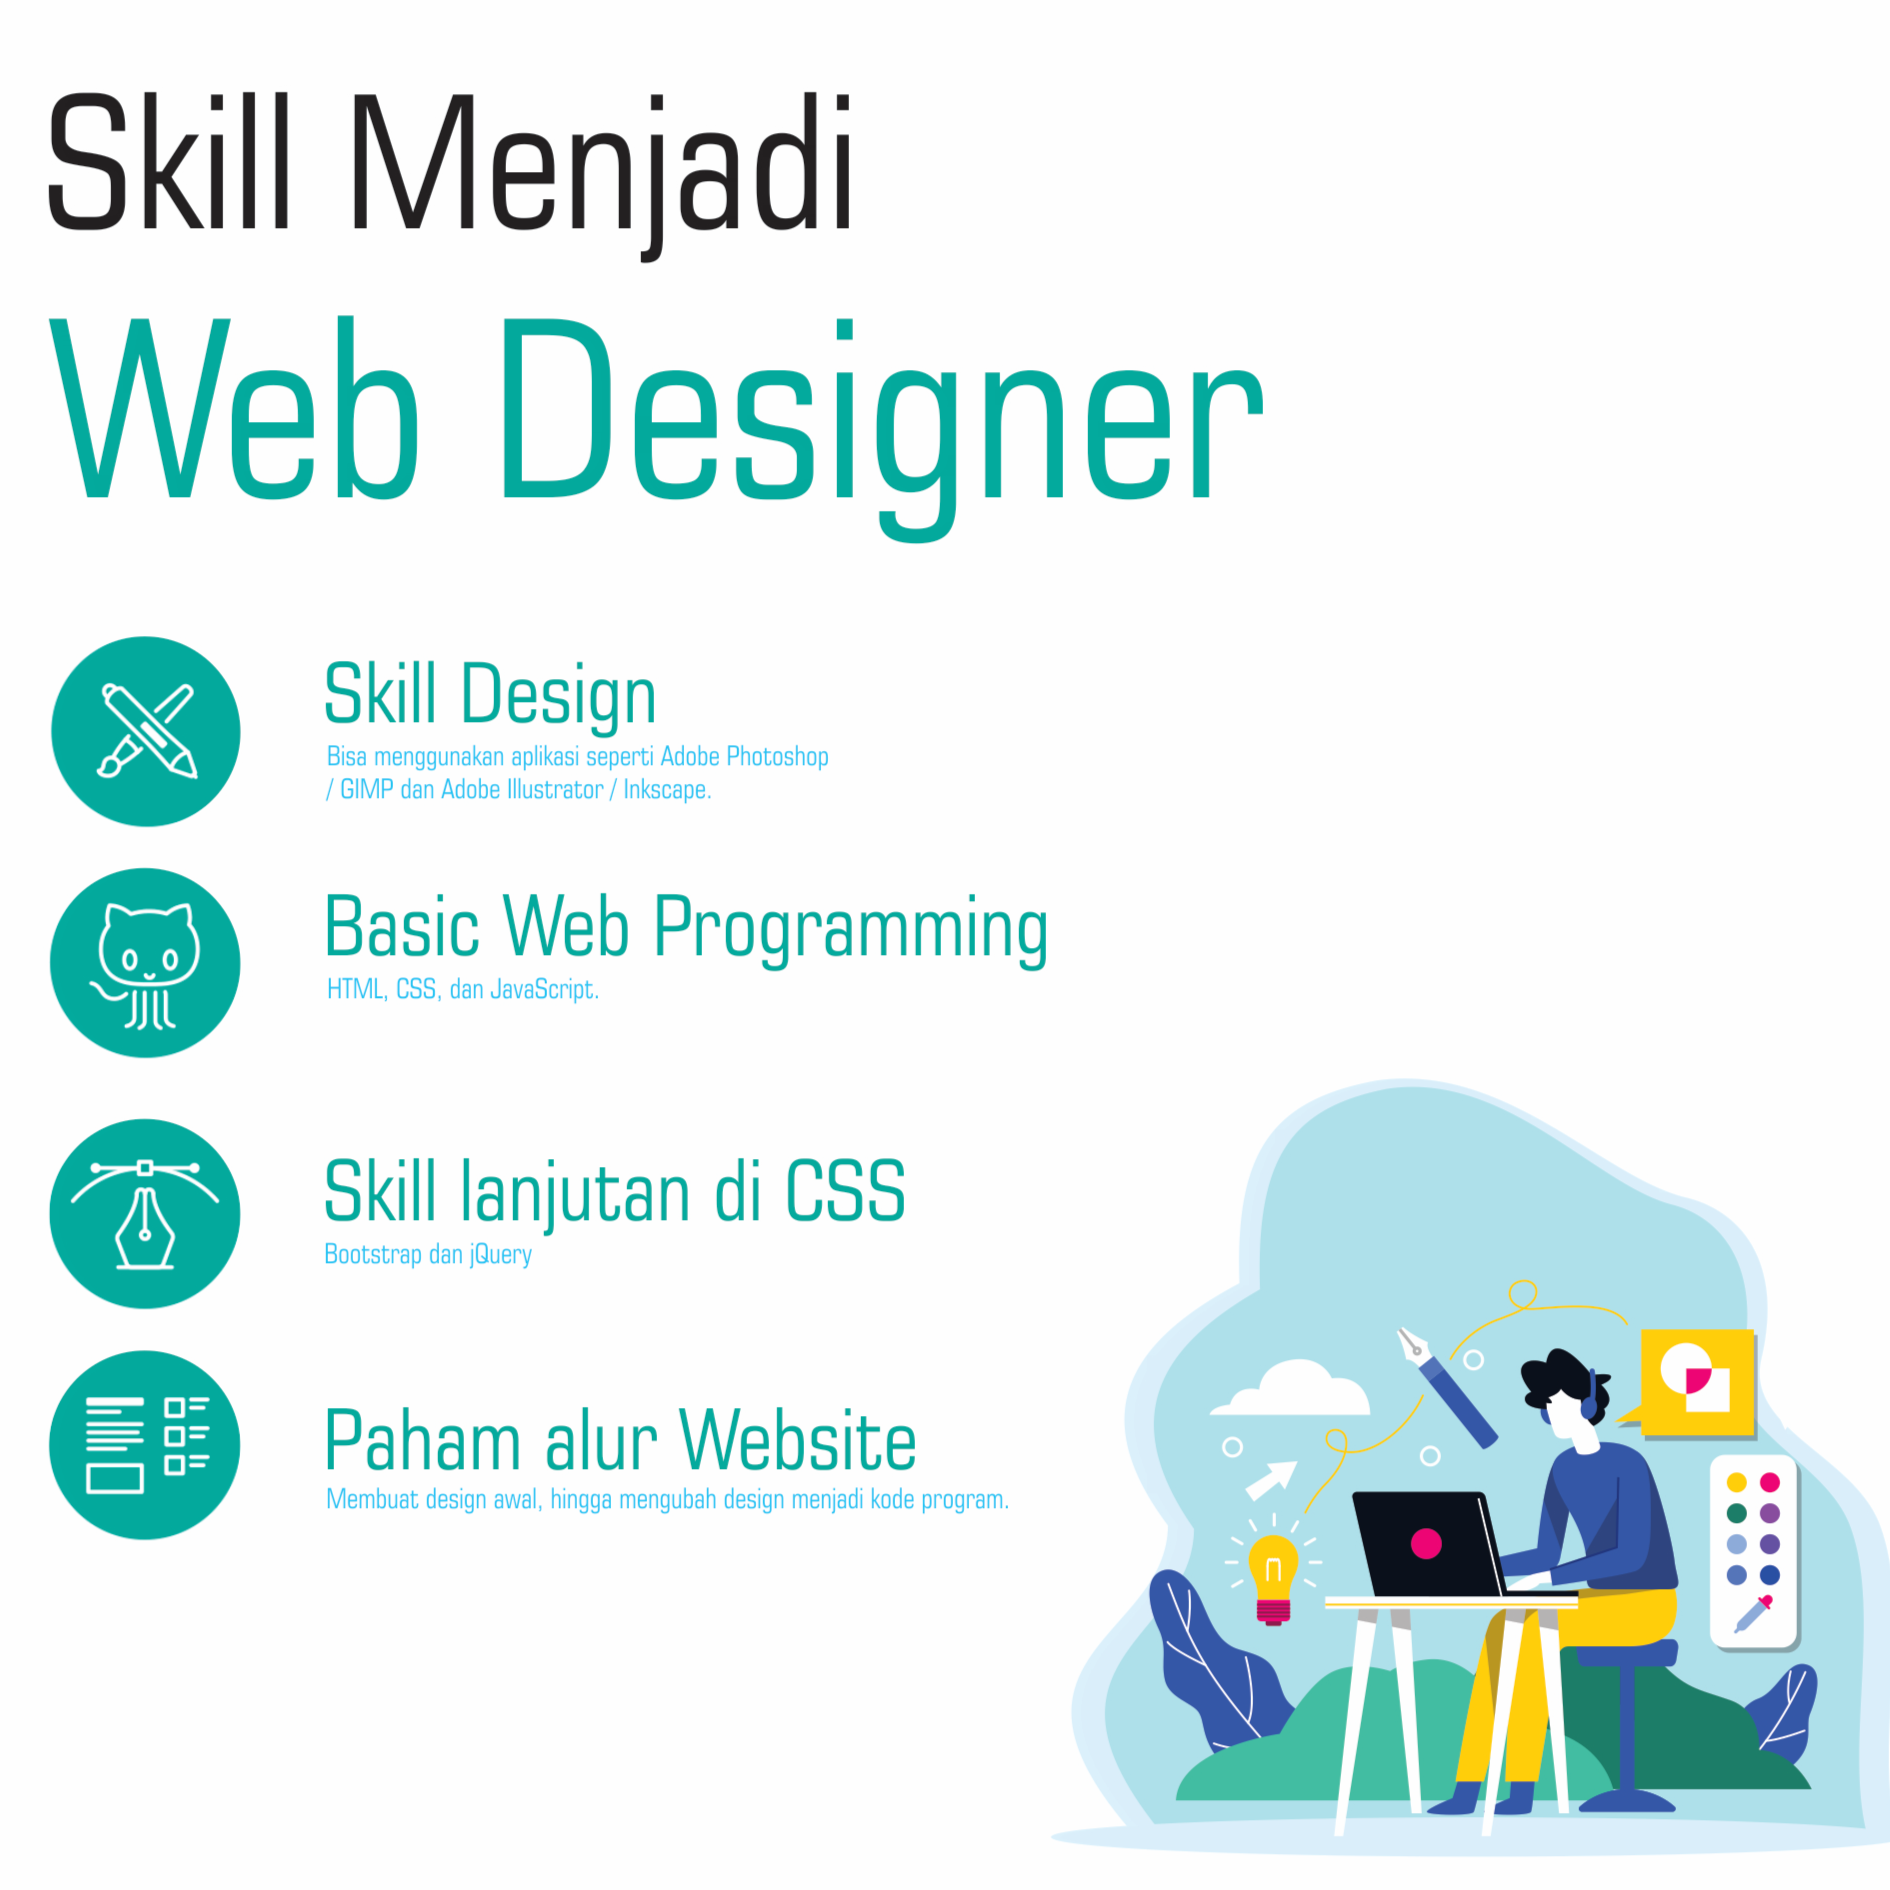 Skill Menjadi
Web Designer
Skill Design
Bisa menggunakan aplikasi seperti Adobe Photoshop
/ GIMP dan Adobe Illustrator / Inkscape.
Basic Web Programming
HTML, CSS, dan JavaScript.
Skill lanjutan di CSS
Bootstrap dan jQuery
Paham alur Website
Membuat design awal, hingga mengubah design menjadi kode program.